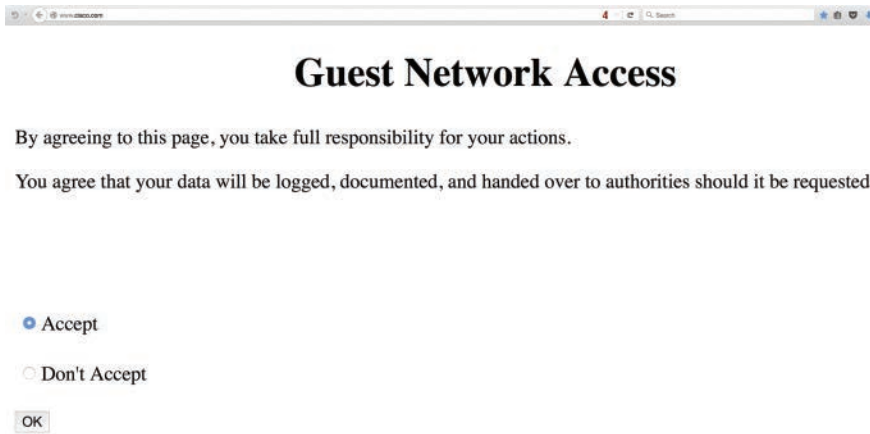 www.cisco.com
Search
Guest Network Access
By agreeing to this page, you take full responsibility for your actions.
You agree that your data will be logged, documented, and handed over to authorities should it be requested
Accept
Don't Accept
OK